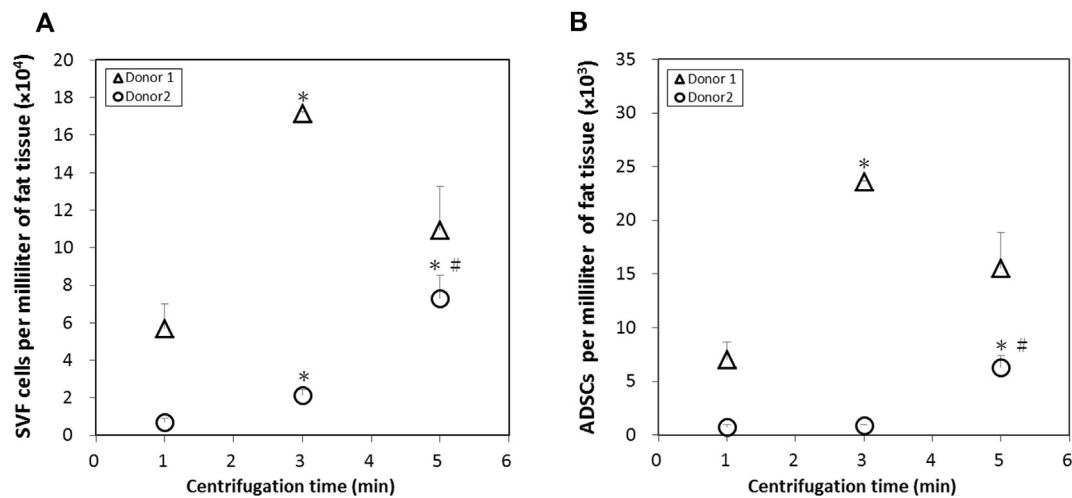 A
SVF cells per milliliter of fat tissue (×10⁴)
20
18
16
14
12
10
8
6
4
2
0
Donor 1
Donor2
*
* #
*
0 1 2 3 4 5 6
Centrifugation time (min)
B
ADSCs per milliliter of fat tissue (×10³)
35
30
25
20
15
10
5
0
Donor 1
Donor2
*
* #
0 1 2 3 4 5 6
Centrifugation time (min)